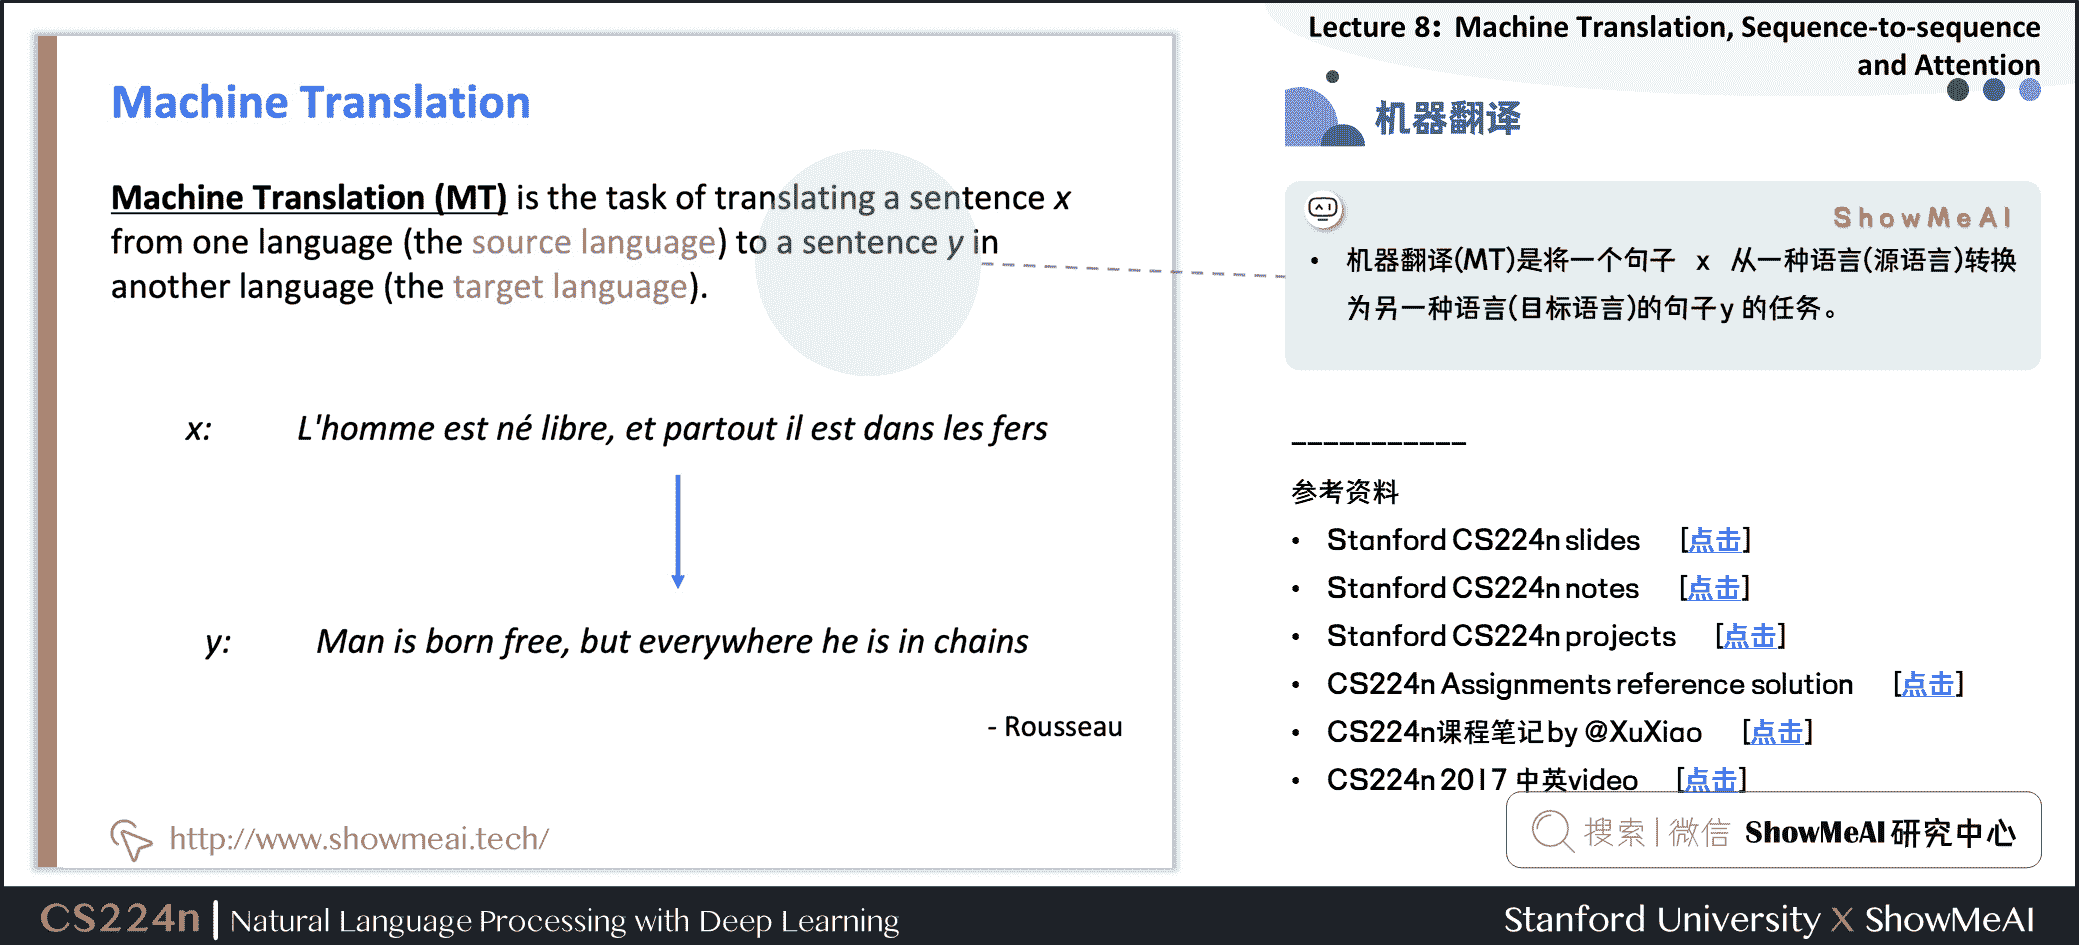 Lecture 8: Machine Translation, Sequence-to-sequence
and Attention
Machine Translation
Machine Translation (MT) is the task of translating a sentence x
from one language (the source language) to a sentence y in
another language (the target language).
x: L'homme est né libre, et partout il est dans les fers
y: Man is born free, but everywhere he is in chains
- Rousseau
http://www.showmeai.tech/
机器翻译
ShowMeAI
• 机器翻译(MT)是将一个句子 x 从一种语言(源语言)转换
为另一种语言(目标语言)的句子y 的任务。
___________
参考资料
• Stanford CS224n slides [点击]
• Stanford CS224n notes [点击]
• Stanford CS224n projects [点击]
• CS224n Assignments reference solution [点击]
• CS224n课程笔记by @XuXiao [点击]
• CS224n 2017 中英video [点击]
搜索|微信 ShowMeAI研究中心
CS224n | Natural Language Processing with Deep Learning
Stanford University X ShowMeAI